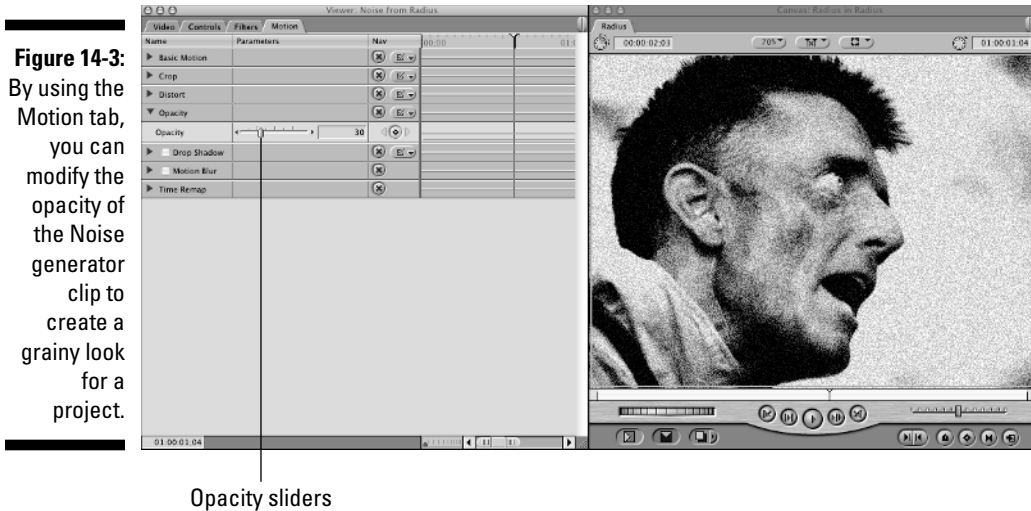 Figure 14-3:
By using the
Motion tab,
you can
modify the
opacity of
the Noise
generator
clip to
create a
grainy look
for a
project.
Viewer: Noise from Radius
Video Controls Filters Motion
Name Parameters Nav 00:00
Basic Motion
Crop
Distort
Opacity
Opacity 30
Drop Shadow
Motion Blur
Time Remap
01:00:01;04
Canvas: Radius in Radius
Radius
00:00:02;03 70% 01:00:01;04
Opacity sliders